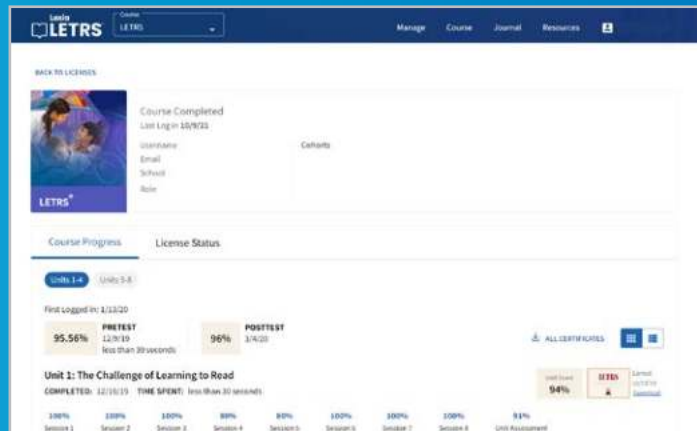 Lexia
LETRS
Course
LETRS
Manage Course Journal Resources
BACK TO LICENSES
LETRS®
Course Completed
Last Log in 10/9/21
Username
Email
School
Role
Cohorts
Course Progress License Status
Units 1-4 Units 5-8
First Logged in: 1/13/20
95.56%
PRETEST
12/9/19
less than 30 seconds
96%
POSTTEST
3/4/20
ALL CERTIFICATES
Unit 1: The Challenge of Learning to Read
COMPLETED: 12/16/19 TIME SPENT: less than 30 seconds
94%
LETRS
Earned
Download
100% 100% 100% 80% 80% 100% 100% 100% 91%
Session 1 Session 2 Session 3 Session 4 Session 5 Session 6 Session 7 Session 8 Unit Assessment